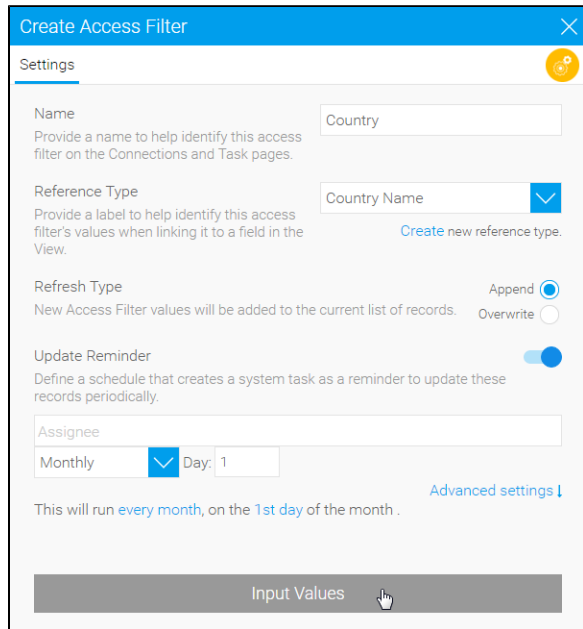 Create Access Filter
Settings
Name
Provide a name to help identify this access
filter on the Connections and Task pages.
Country
Reference Type
Provide a label to help identify this access
filter's values when linking it to a field in the
View.
Country Name
Create new reference type.
Refresh Type
New Access Filter values will be added to the current list of records.
Append
Overwrite
Update Reminder
Define a schedule that creates a system task as a reminder to update these
records periodically.
Assignee
Monthly Day: 1
Advanced settings
This will run every month, on the 1st day of the month .
Input Values